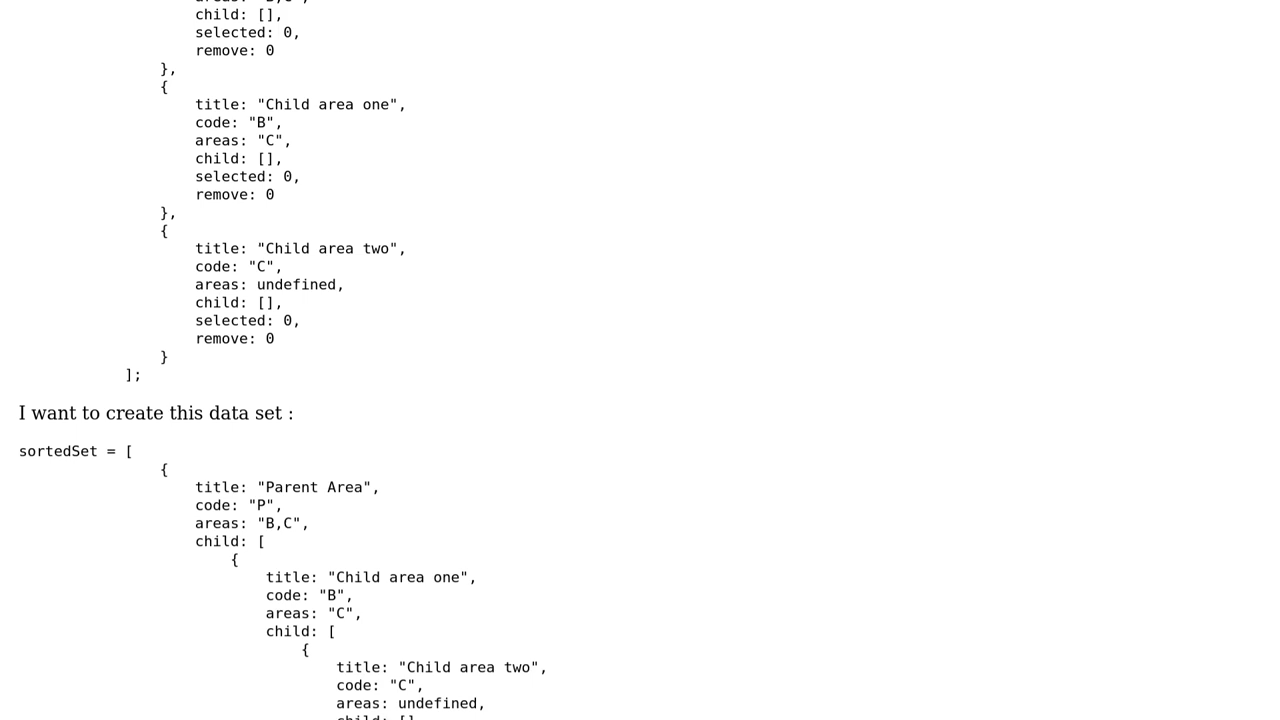 child: [],
selected: 0,
remove: 0
},
{
title: "Child area one",
code: "B",
areas: "C",
child: [],
selected: 0,
remove: 0
},
{
title: "Child area two",
code: "C",
areas: undefined,
child: [],
selected: 0,
remove: 0
}
];
I want to create this data set :
sortedSet = [
{
title: "Parent Area",
code: "P",
areas: "B,C",
child: [
{
title: "Child area one",
code: "B",
areas: "C",
child: [
{
title: "Child area two",
code: "C",
areas: undefined,